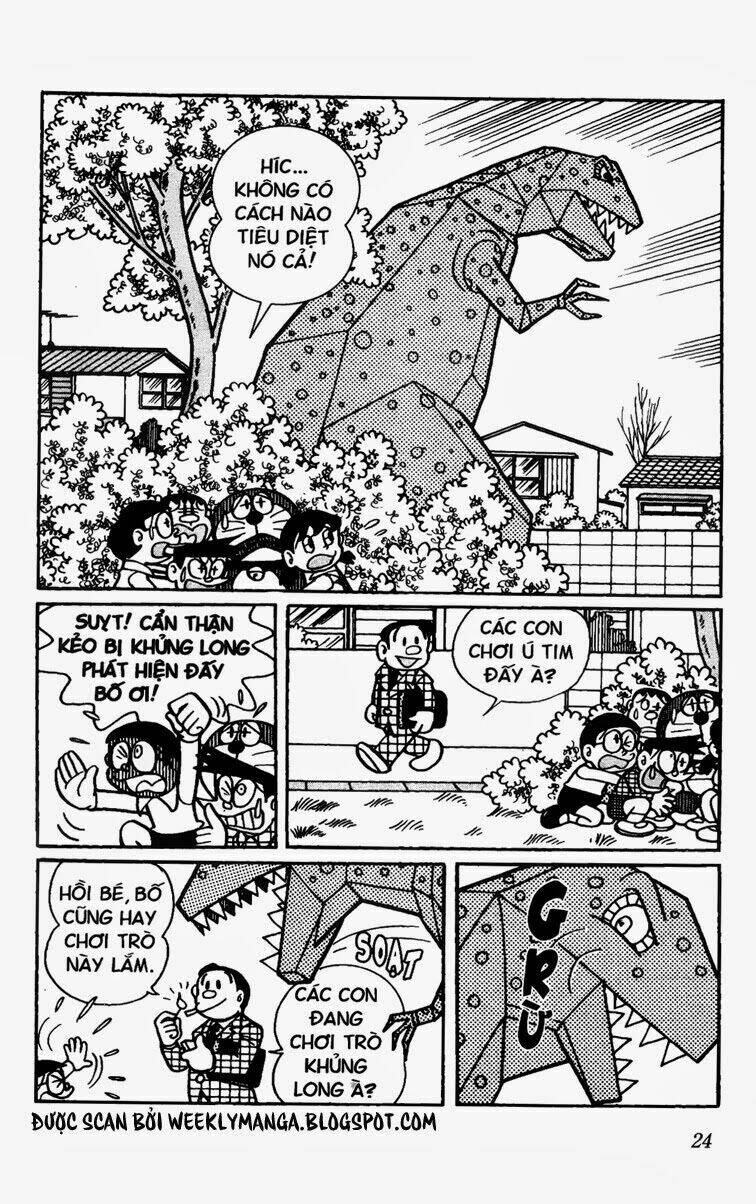 HÍC...
KHÔNG CÓ
CÁCH NÀO
TIÊU DIỆT
NÓ CẢ!
SUỴT! CẨN THẬN
KẺO BỊ KHỦNG LONG
PHÁT HIỆN ĐẤY
BỐ ƠI!
CÁC CON
CHƠI Ú TIM
ĐẤY À?
HỒI BÉ, BỐ
CŨNG HAY
CHƠI TRÒ
NÀY LẮM.
SOẠT
CÁC CON
ĐANG
CHƠI TRÒ
KHỦNG
LONG À?
GRỪ
ĐƯỢC SCAN BỞI WEEKLYMANGA.BLOGSPOT.COM
24